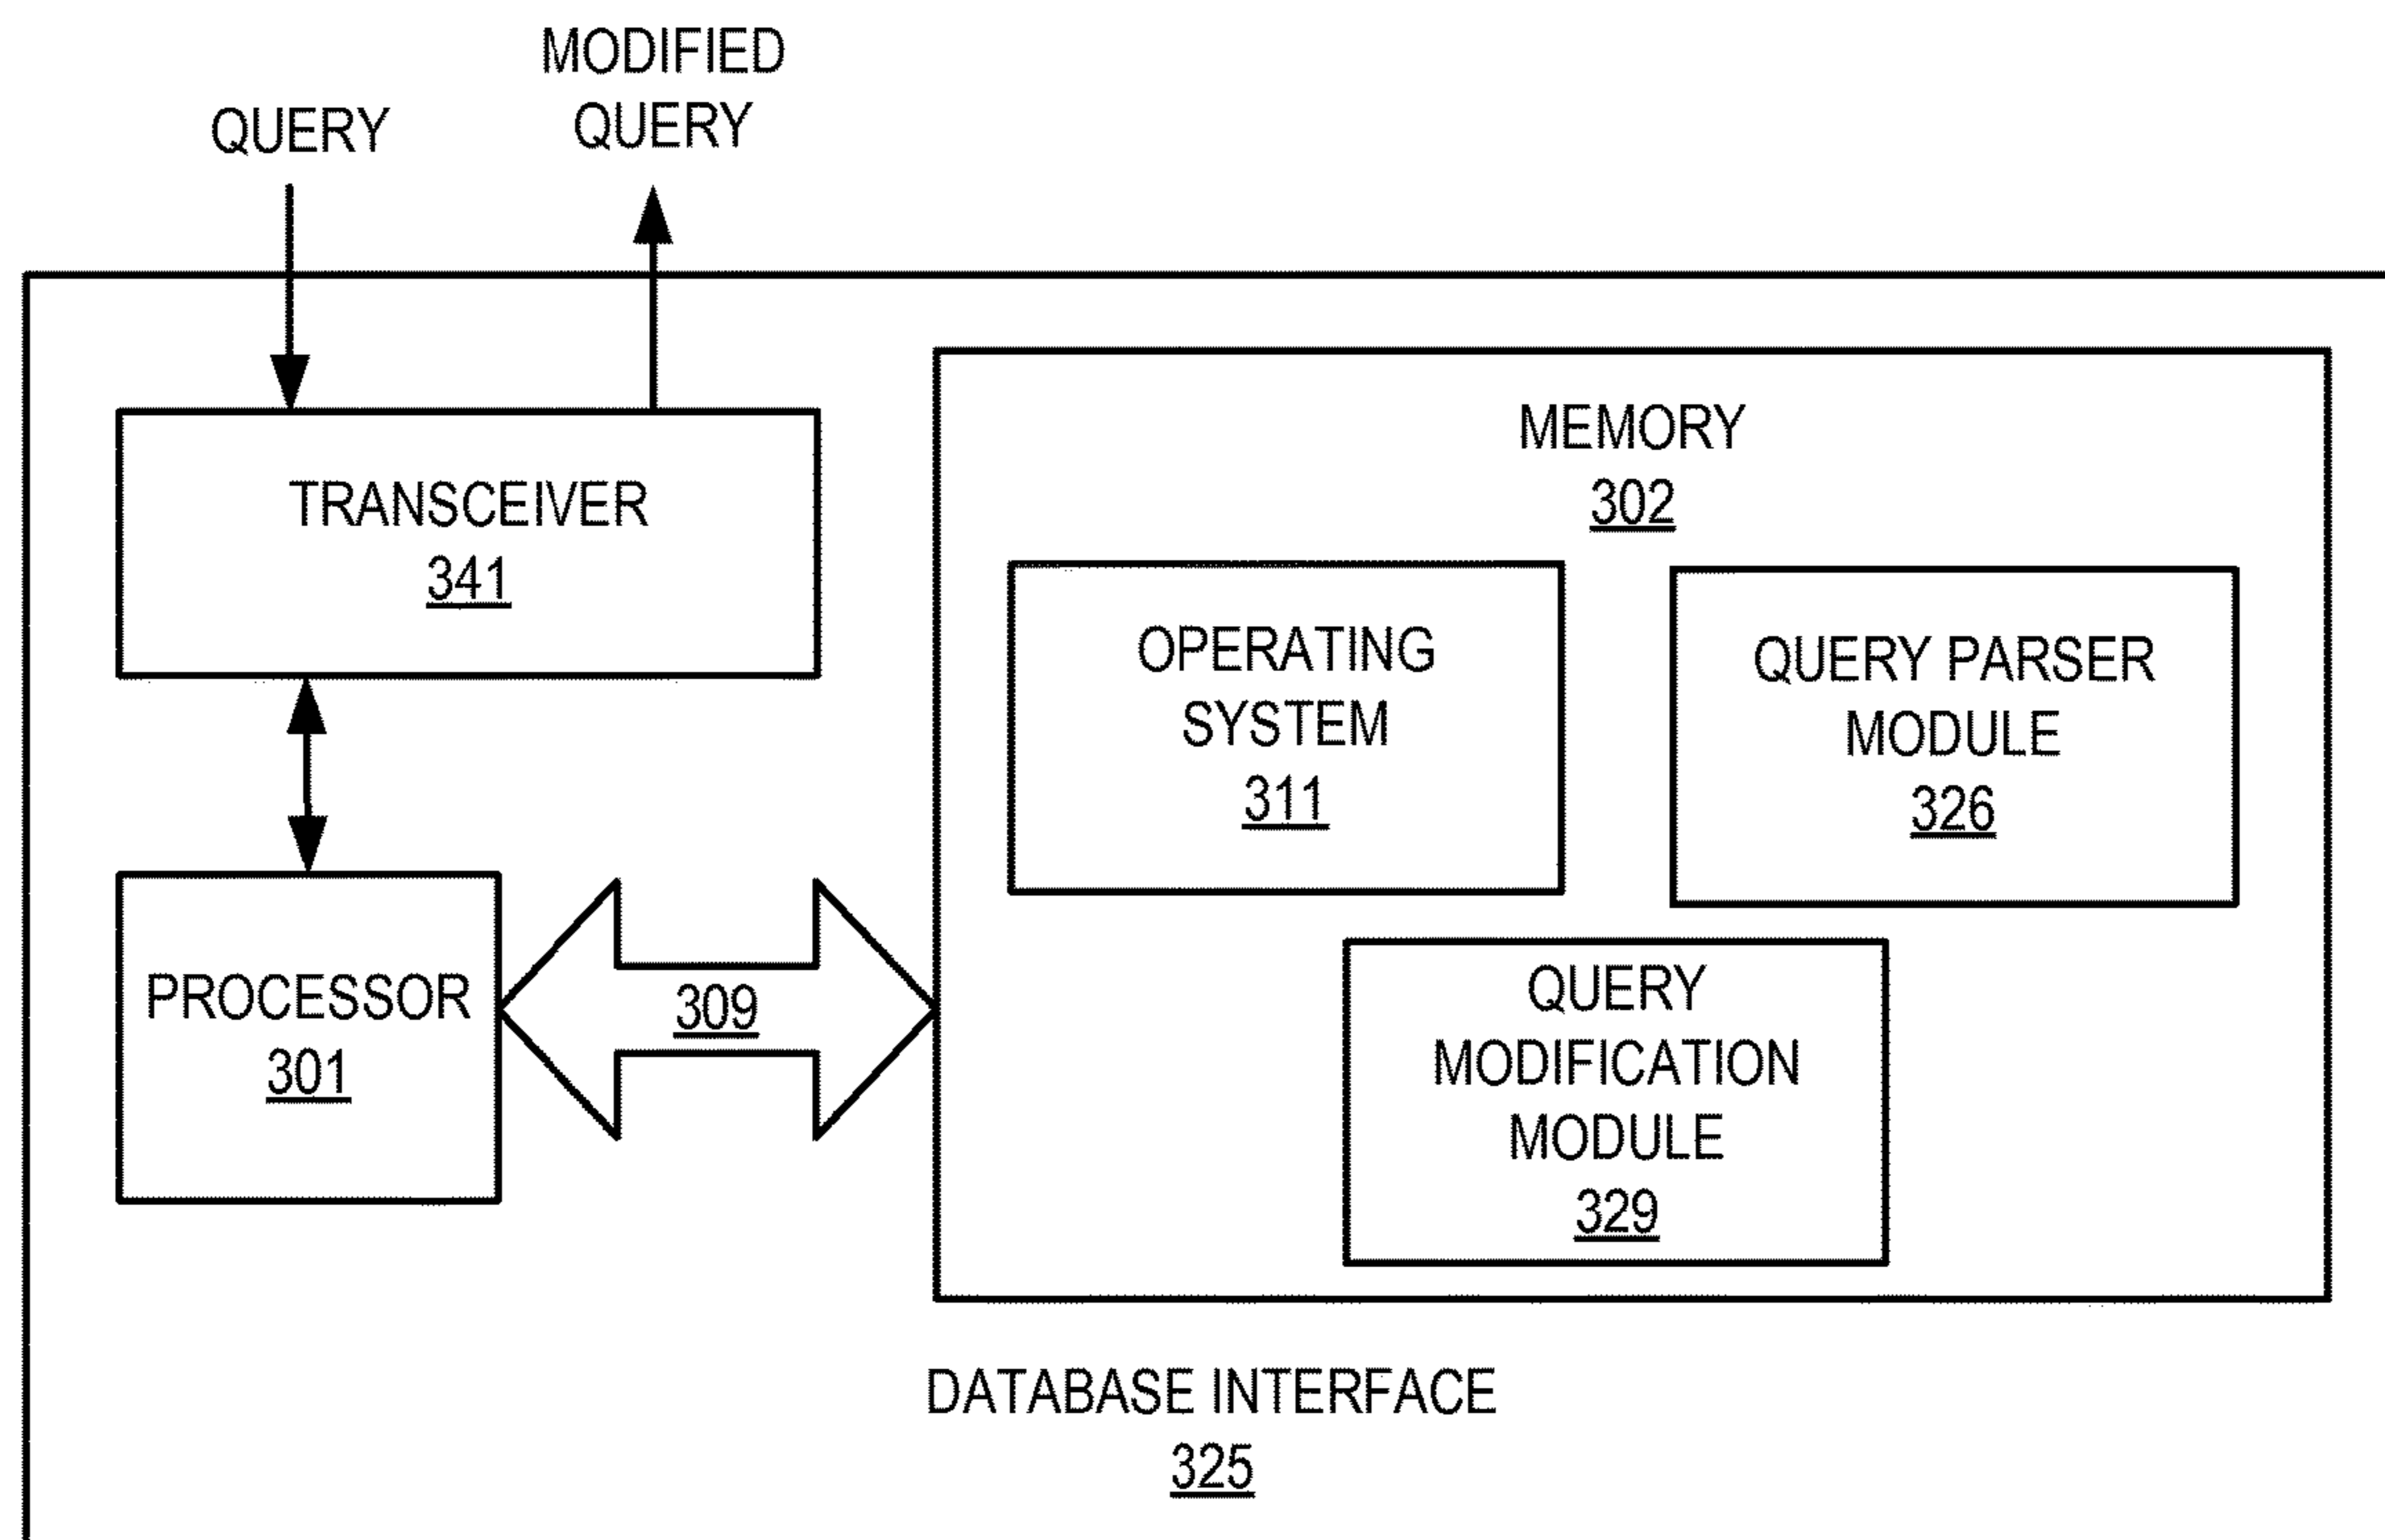 MODIFIED
QUERY
QUERY
TRANSCEIVER
341
PROCESSOR
301
309
MEMORY
302
OPERATING
SYSTEM
311
QUERY PARSER
MODULE
326
QUERY
MODIFICATION
MODULE
329
DATABASE INTERFACE
325